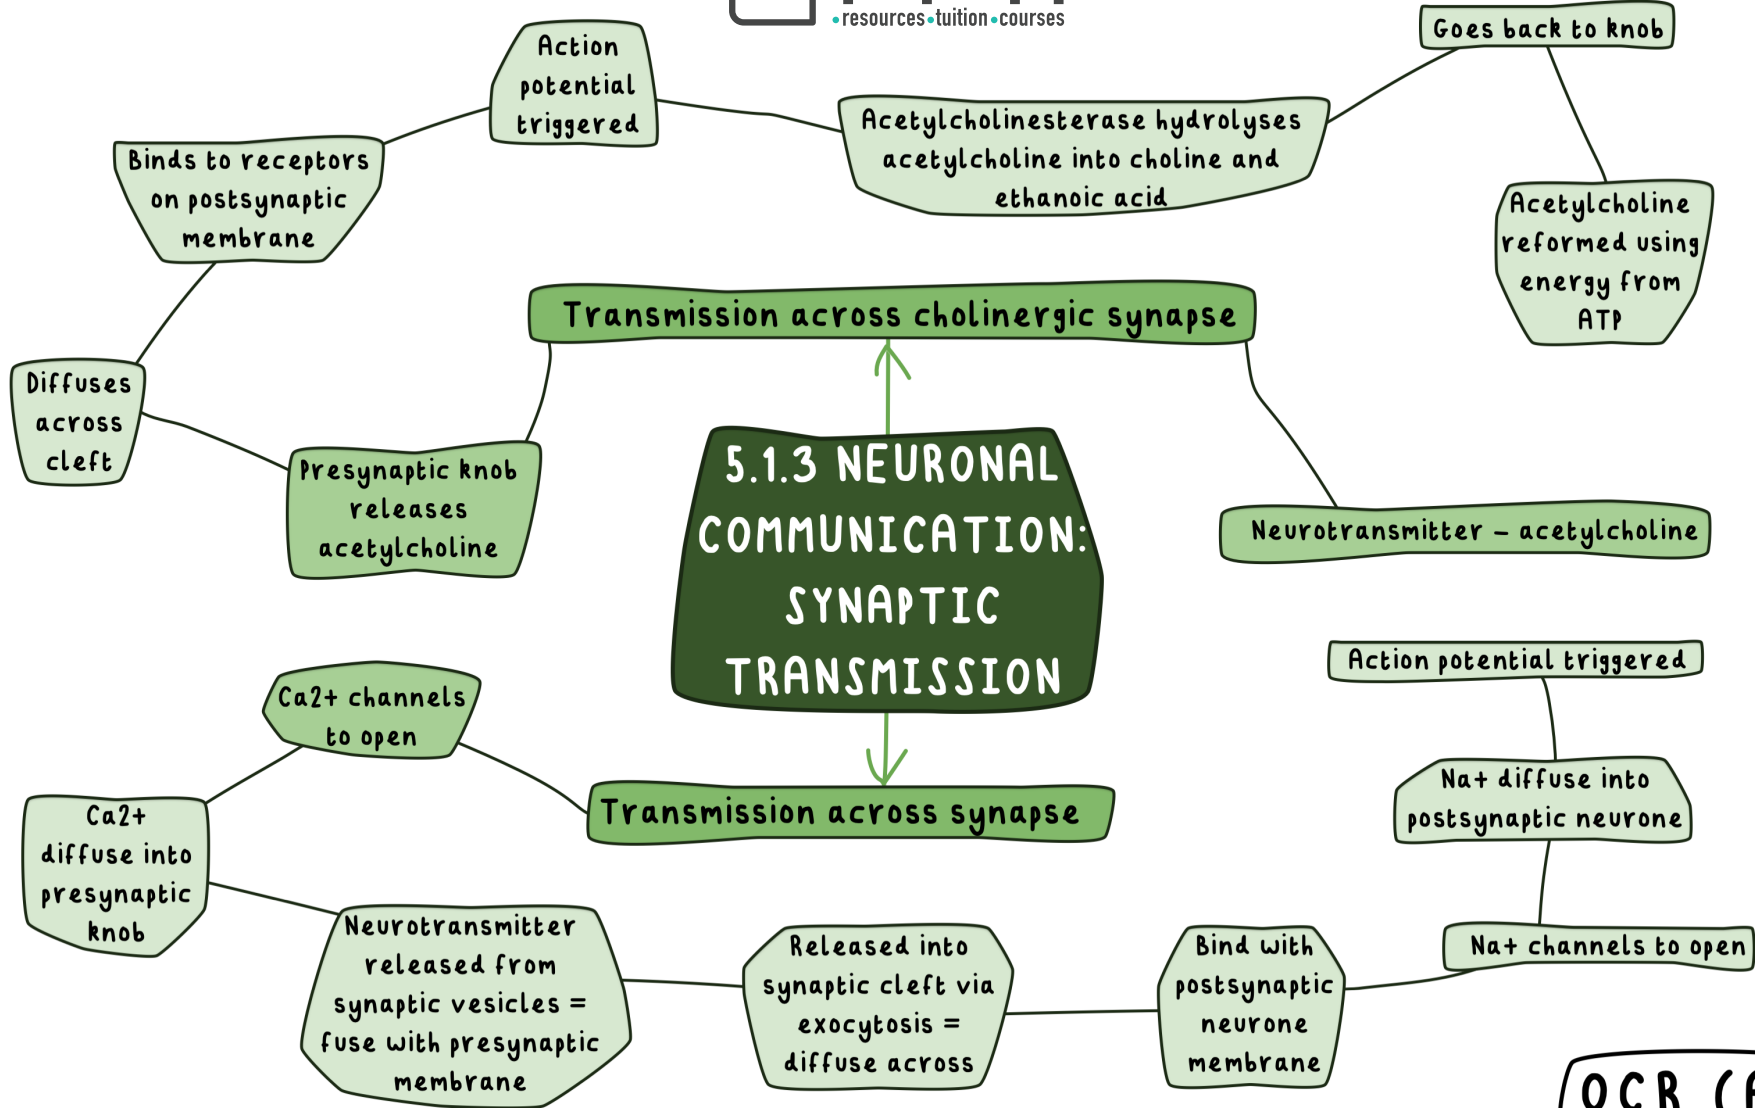 •resources•tuition•courses
Goes back to knob
Action
potential
triggered
Acetylcholinesterase hydrolyses
acetylcholine into choline and
ethanoic acid
Binds to receptors
on postsynaptic
membrane
Acetylcholine
reformed using
energy from
ATP
Transmission across cholinergic synapse
Diffuses
across
cleft
Presynaptic knob
releases
acetylcholine
5.1.3 NEURONAL
COMMUNICATION:
SYNAPTIC
TRANSMISSION
Neurotransmitter – acetylcholine
Action potential triggered
Ca2+ channels
to open
Na+ diffuse into
postsynaptic neurone
Transmission across synapse
Ca2+
diffuse into
presynaptic
knob
Neurotransmitter
released from
synaptic vesicles =
fuse with presynaptic
membrane
Released into
synaptic cleft via
exocytosis =
diffuse across
Bind with
postsynaptic
neurone
membrane
Na+ channels to open
OCR